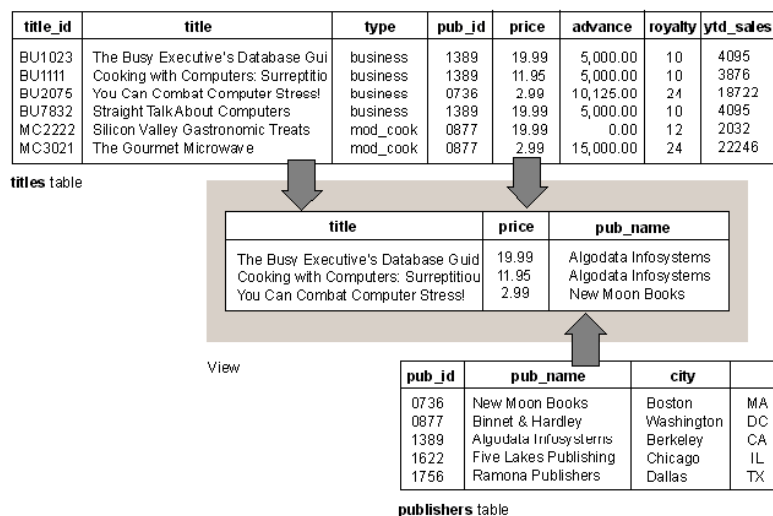 title_id title type pub_id price advance royalty ytd_sales
BU1023 The Busy Executive's Database Gui business 1389 19.99 5,000.00 10 4095
BU1111 Cooking with Computers: Surreptitio business 1389 11.95 5,000.00 10 3876
BU2075 You Can Combat Computer Stress! business 0736 2.99 10,125.00 24 18722
BU7832 Straight Talk About Computers business 1389 19.99 5,000.00 10 4095
MC2222 Silicon Valley Gastronomic Treats mod_cook 0877 19.99 0.00 12 2032
MC3021 The Gourmet Microwave mod_cook 0877 2.99 15,000.00 24 22246
titles table
title price pub_name
The Busy Executive's Database Guid 19.99 Algodata Infosystems
Cooking with Computers: Surreptitiou 11.95 Algodata Infosystems
You Can Combat Computer Stress! 2.99 New Moon Books
View
pub_id pub_name city
0736 New Moon Books Boston MA
0877 Binnet & Hardley Washington DC
1389 Algodata Infosystems Berkeley CA
1622 Five Lakes Publishing Chicago IL
1756 Ramona Publishers Dallas TX
publishers table